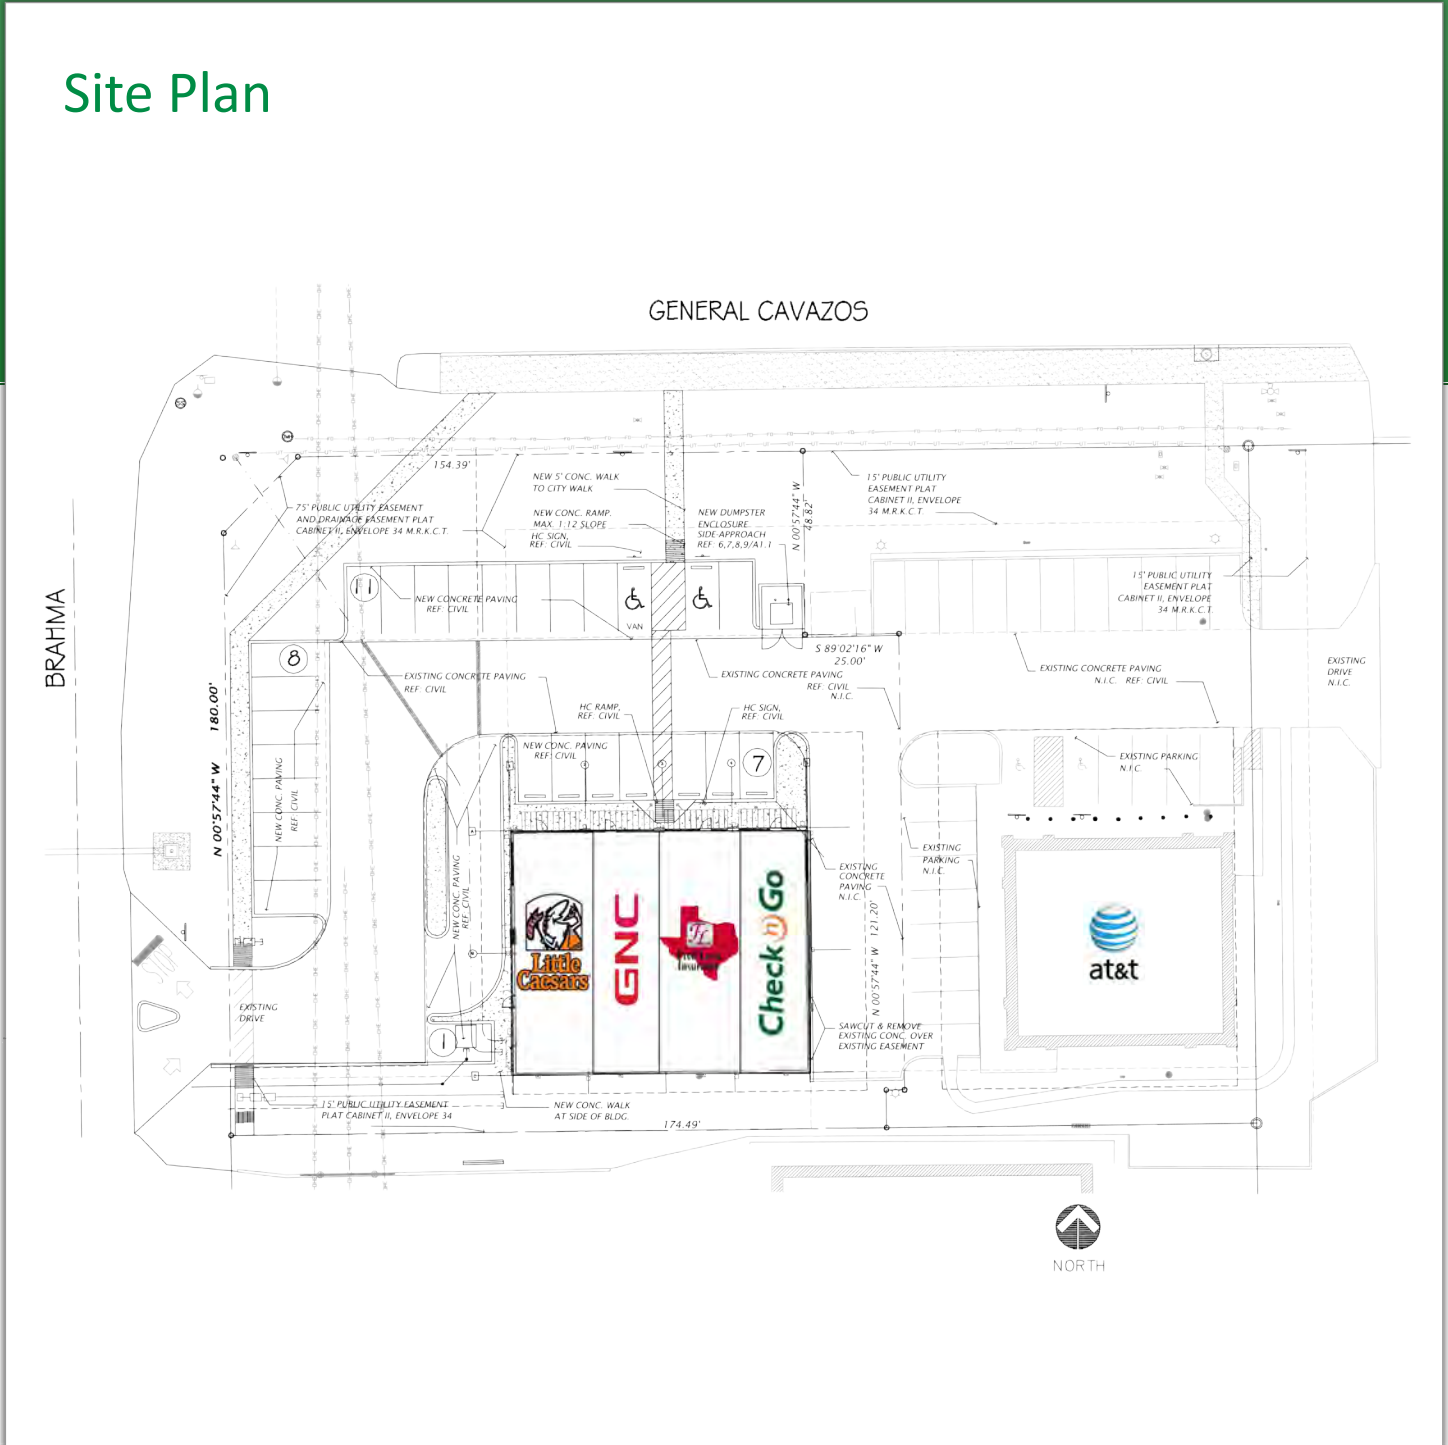 Site Plan
GENERAL CAVAZOS
154.39'
NEW 5' CONC. WALK
TO CITY WALK
15' PUBLIC UTILITY
EASEMENT PLAT
CABINET II, ENVELOPE
34 M.R.K.C.T.
N 00°57'44" W
48.82'
75' PUBLIC UTILITY EASEMENT
AND DRAINAGE EASEMENT PLAT
CABINET II, ENVELOPE 34 M.R.K.C.T.
NEW CONC. RAMP.
MAX. 1:12 SLOPE
HC SIGN,
REF: CIVIL
NEW DUMPSTER
ENCLOSURE
SIDE-APPROACH
REF: 6,7,8,9/A1.1
15' PUBLIC UTILITY
EASEMENT PLAT
CABINET II, ENVELOPE
34 M.R.K.C.T.
11
NEW CONCRETE PAVING
REF: CIVIL
VAN
BRAHMA
8
S 89°02'16" W
25.00'
EXISTING CONCRETE PAVING
REF: CIVIL
EXISTING CONCRETE PAVING
REF: CIVIL
N.I.C.
EXISTING CONCRETE PAVING
N.I.C. REF: CIVIL
EXISTING
DRIVE
N.I.C.
N 00°57'44" W 180.00'
HC RAMP,
REF: CIVIL
HC SIGN,
REF: CIVIL
NEW CONC. PAVING
REF: CIVIL
7
EXISTING PARKING
N.I.C.
NEW CONC. PAVING
REF: CIVIL
EXISTING
PARKING
N.I.C.
EXISTING
CONCRETE
PAVING
N.I.C.
NEW CONC. PAVING
REF: CIVIL
Little
Caesars
GNC
Insurance
Check n Go
at&t
N 00°57'44" W 121.20'
EXISTING
DRIVE
SAWCUT & REMOVE
EXISTING CONC. OVER
EXISTING EASEMENT
1
15' PUBLIC UTILITY EASEMENT
PLAT CABINET II, ENVELOPE 34
NEW CONC. WALK
AT SIDE OF BLDG.
174.49'
NORTH